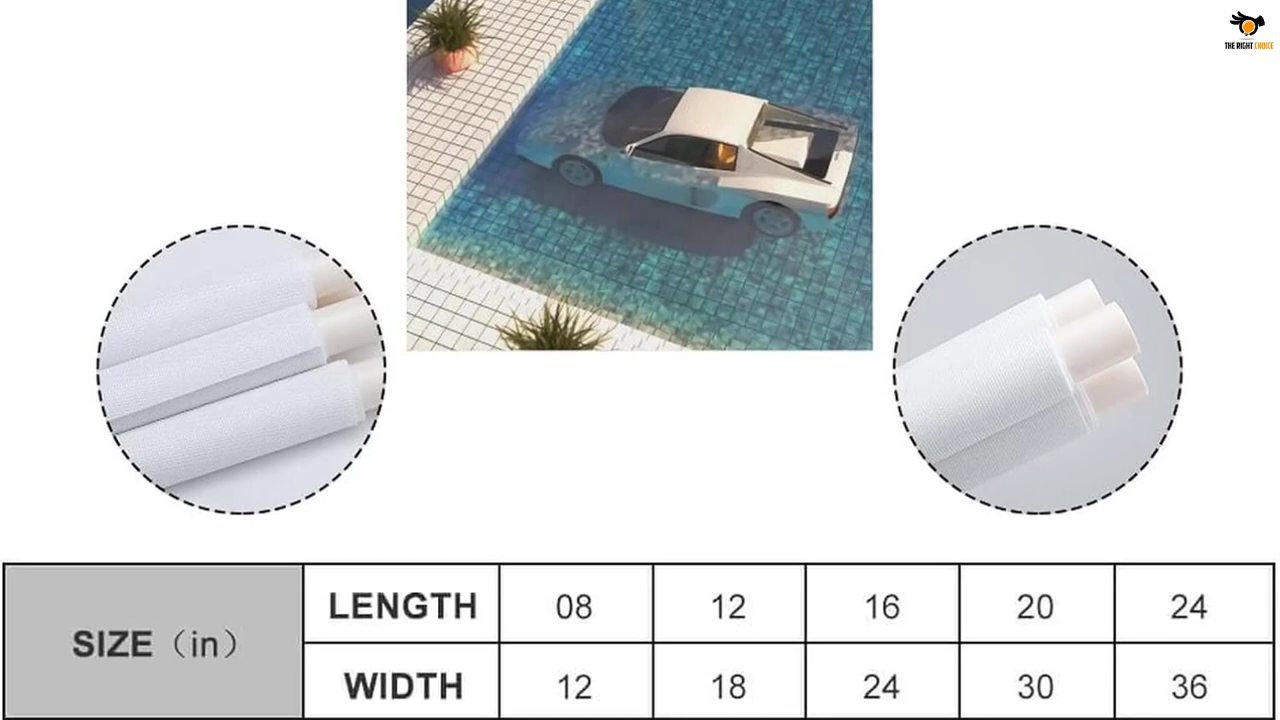 THE RIGHT CHOICE
SIZE（in）
LENGTH 08 12 16 20 24
WIDTH 12 18 24 30 36